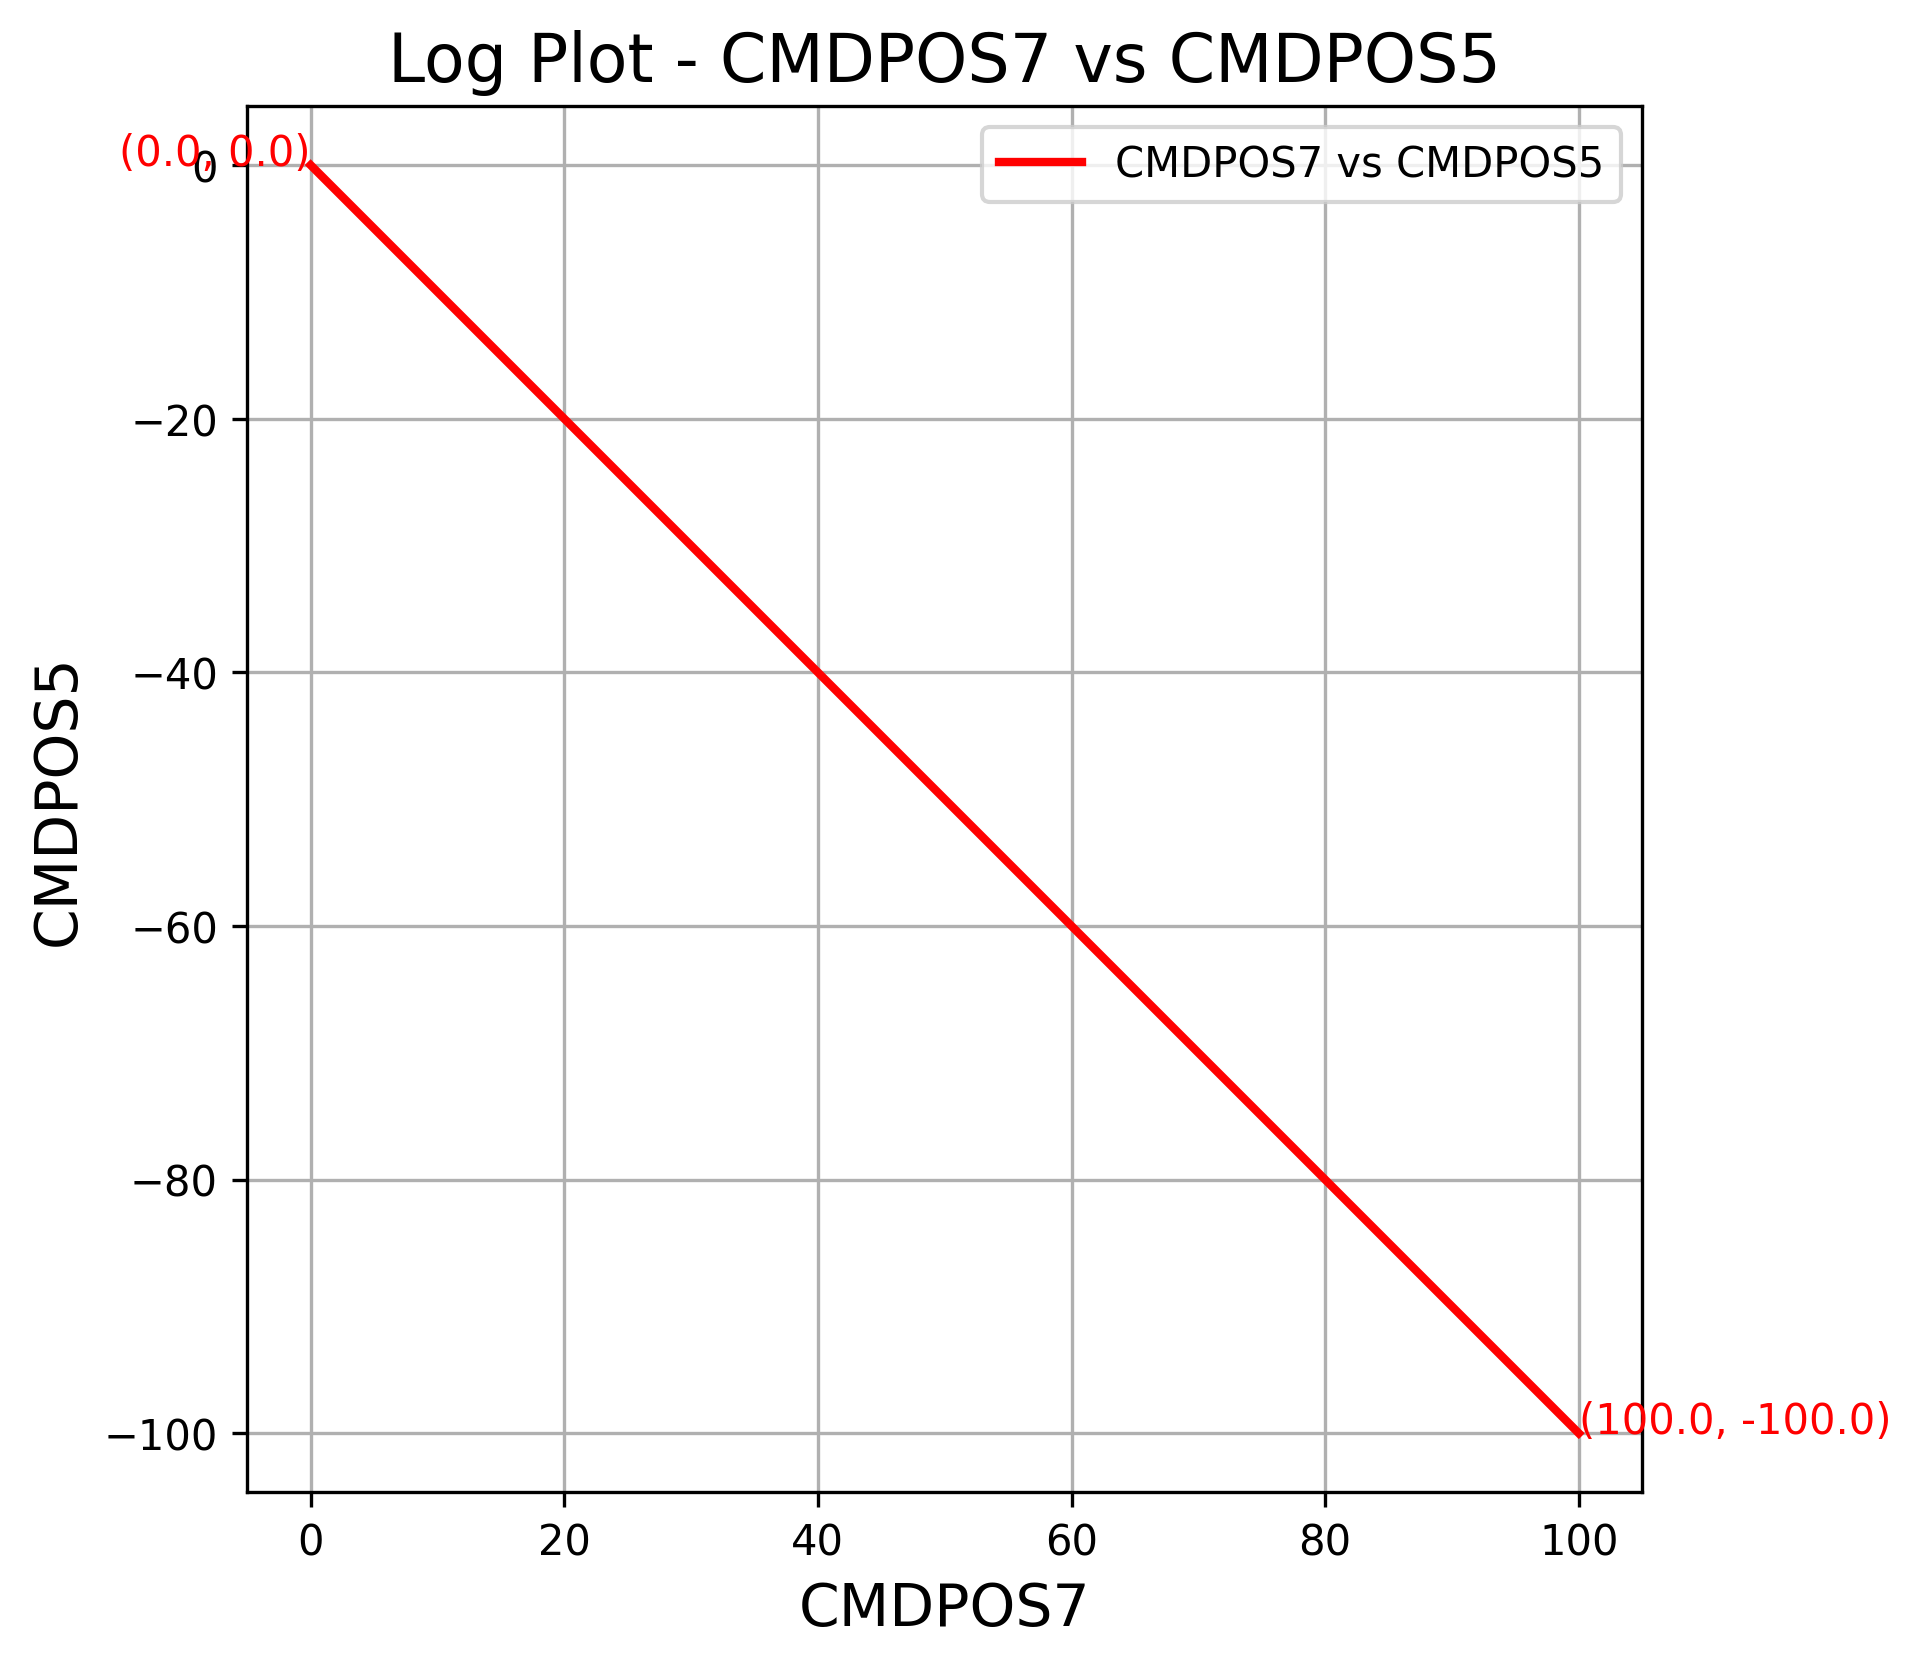 Log Plot - CMDPOS7 vs CMDPOS5
(0.0, 0.0)
CMDPOS7 vs CMDPOS5
0
−20
−40
−60
−80
−100
CMDPOS5
(100.0, -100.0)
0 20 40 60 80 100
CMDPOS7